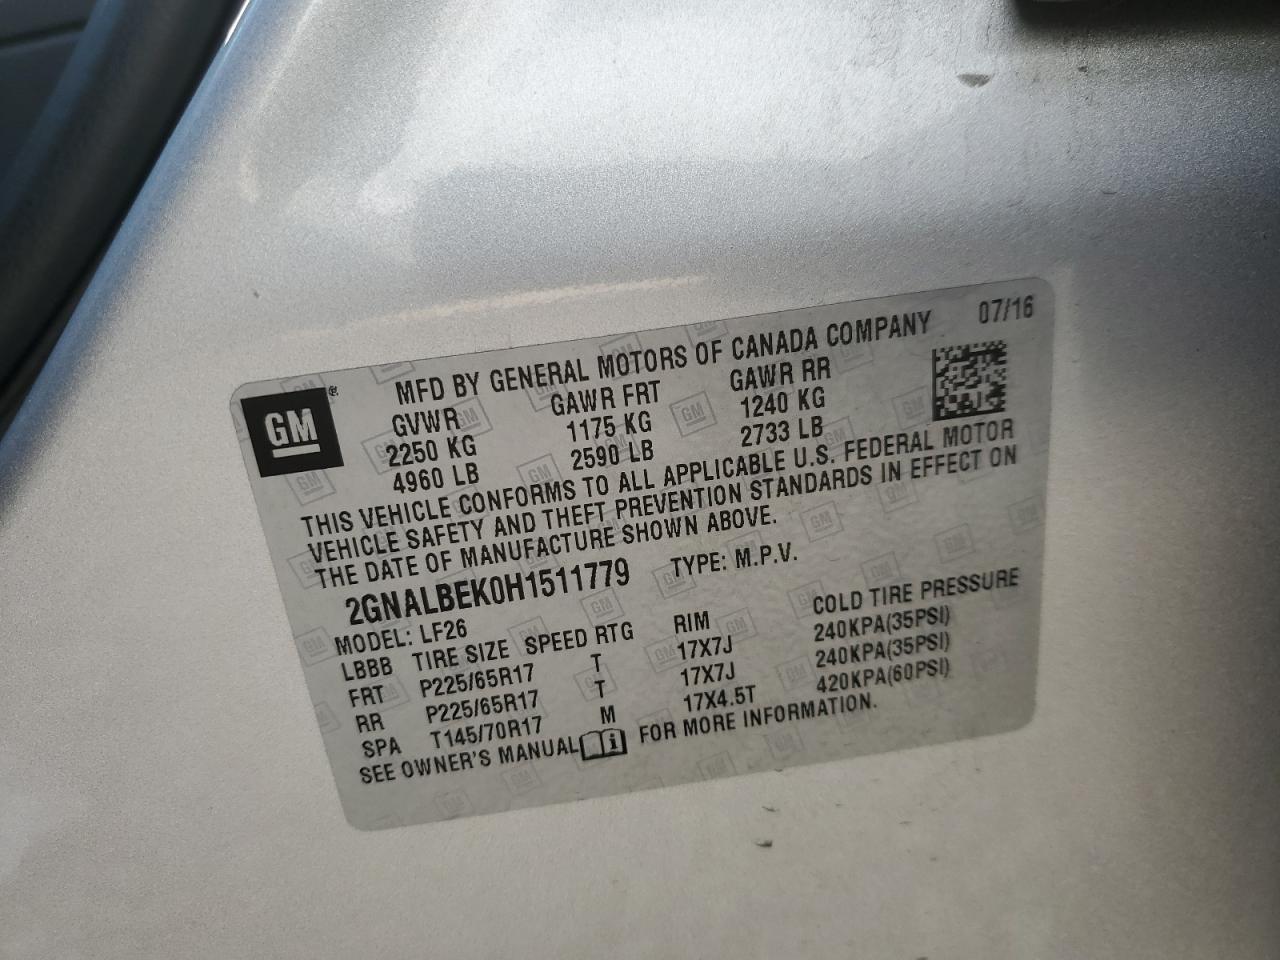 07/16
MFD BY GENERAL MOTORS OF CANADA COMPANY
GM ®
GVWR GAWR FRT GAWR RR
2250 KG 1175 KG 1240 KG
4960 LB 2590 LB 2733 LB
THIS VEHICLE CONFORMS TO ALL APPLICABLE U.S. FEDERAL MOTOR
VEHICLE SAFETY AND THEFT PREVENTION STANDARDS IN EFFECT ON
THE DATE OF MANUFACTURE SHOWN ABOVE.
2GNALBEK0H1511779 TYPE: M.P.V.
MODEL: LF26
LBBB TIRE SIZE SPEED RTG RIM COLD TIRE PRESSURE
FRT P225/65R17 T 17X7J 240KPA(35PSI)
RR P225/65R17 T 17X7J 240KPA(35PSI)
SPA T145/70R17 M 17X4.5T 420KPA(60PSI)
SEE OWNER'S MANUAL FOR MORE INFORMATION.